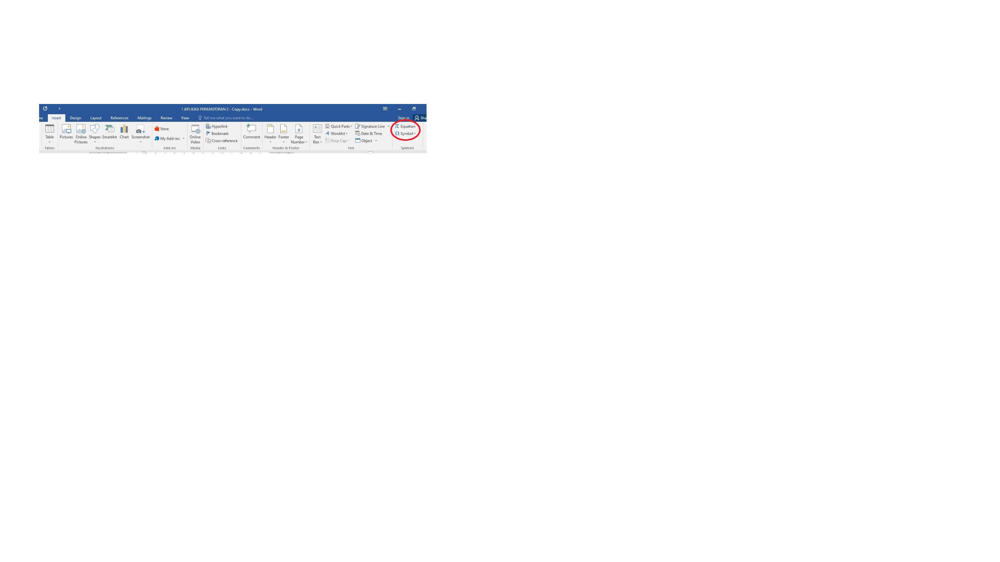 1 APLIKASI PERKANTORAN 2 - Copy.docx - Word
ne Insert Design Layout References Mailings Review View Tell me what you want to do... Sign in Sha
Table
Tables
Pictures Online Pictures Shapes SmartArt Chart Screenshot
Illustrations
Store
My Add-ins
Add-ins
Online Video
Media
Hyperlink
Bookmark
Cross-reference
Links
Comment
Comments
Header Footer Page Number
Header & Footer
Text Box
Quick Parts
WordArt
Drop Cap
Signature Line
Date & Time
Object
Text
π Equation
Ω Symbol
Symbols